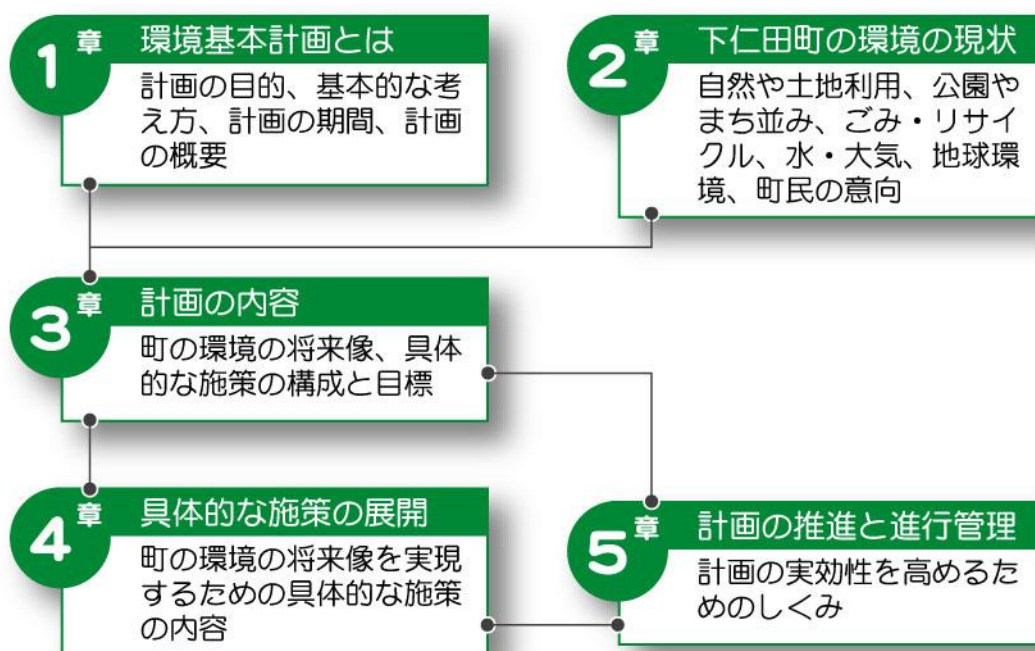 1章 環境基本計画とは
計画の目的、基本的な考
え方、計画の期間、計画
の概要
2章 下仁田町の環境の現状
自然や土地利用、公園や
まち並み、ごみ・リサイ
クル、水・大気、地球環
境、町民の意向
3章 計画の内容
町の環境の将来像、具体
的な施策の構成と目標
4章 具体的な施策の展開
町の環境の将来像を実現
するための具体的な施策
の内容
5章 計画の推進と進行管理
計画の実効性を高めるた
めのしくみ